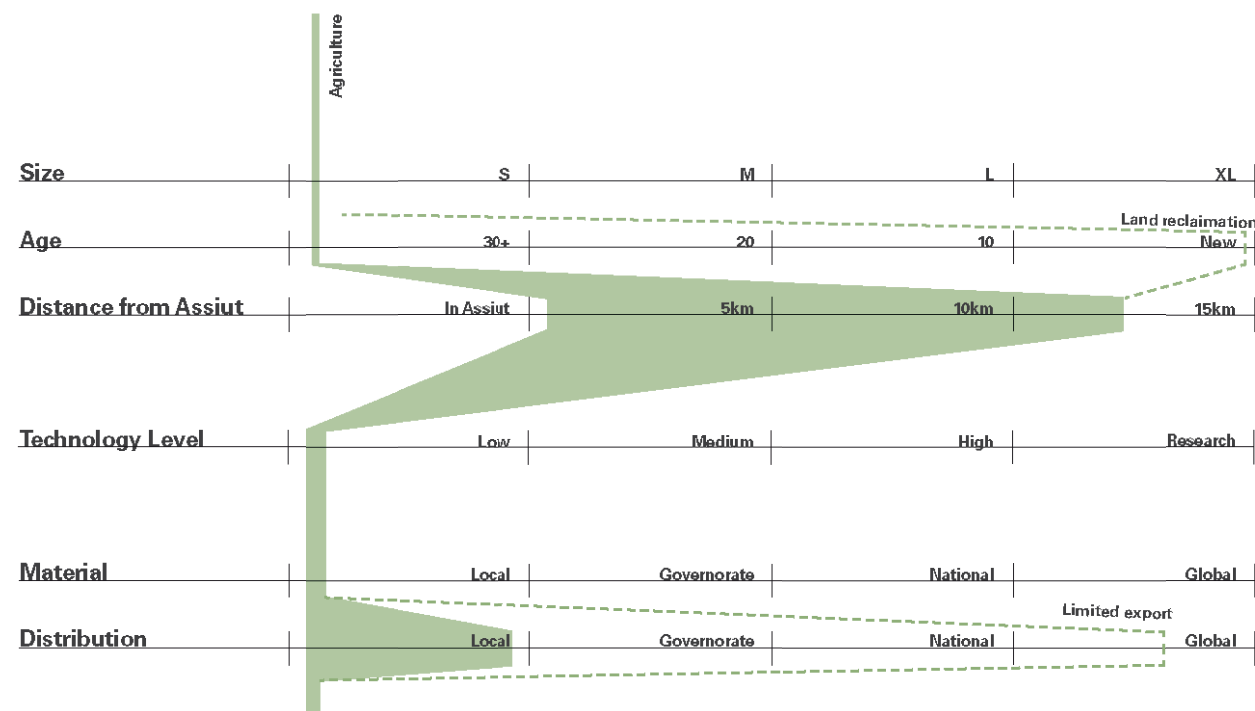 Agriculture
Size S M L XL
Land reclaimation
Age 30+ 20 10 New
Distance from Assiut In Assiut 5km 10km 15km
Technology Level Low Medium High Research
Material Local Governorate National Global
Limited export
Distribution Local Governorate National Global